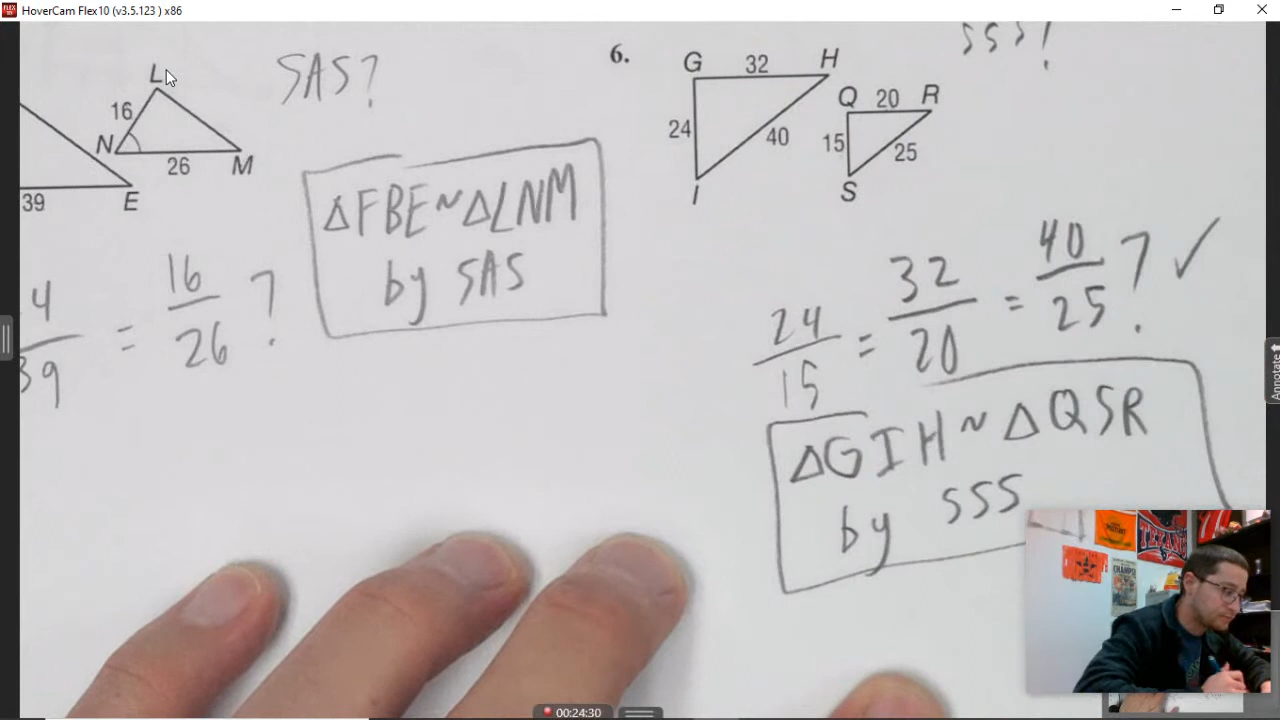 HoverCam Flex10 (v3.5.123 ) x86
SAS?
L
16
N
26
M
39
E
ΔFBE~ΔLNM
by SAS
4/39 = 16/26 ?
6.
SSS?
G 32 H
24
40
I
Q 20 R
15
25
S
24/15 = 32/20 = 40/25 ? ✓
ΔGIH~ΔQSR
by SSS
Annotate
TEXANS
00:24:30